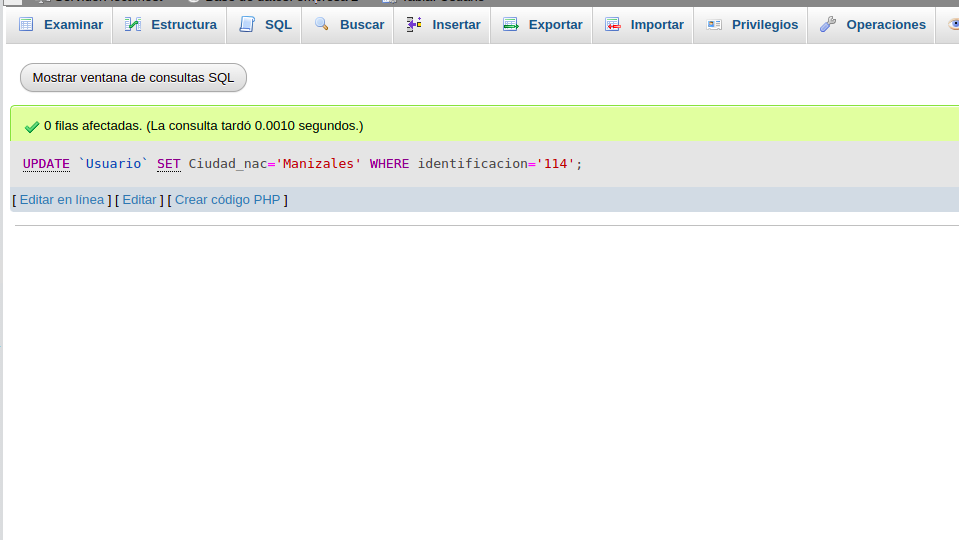 Examinar Estructura SQL Buscar Insertar Exportar Importar Privilegios Operaciones
Mostrar ventana de consultas SQL
0 filas afectadas. (La consulta tardó 0.0010 segundos.)
UPDATE `Usuario` SET Ciudad_nac='Manizales' WHERE identificacion='114';
[ Editar en línea ] [ Editar ] [ Crear código PHP ]